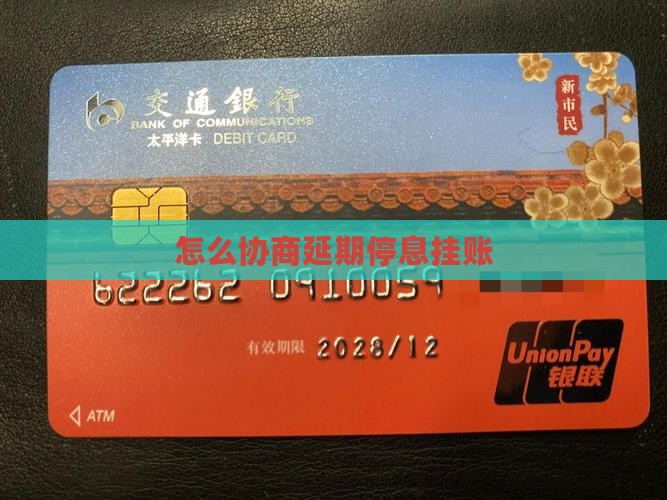 交通銀行
BANK OF COMMUNICATIONS
太平洋卡 DEBIT CARD
新市民
怎么协商延期停息挂账
622262 0910059
有效期限 2028/12
UnionPay
银联
ATM